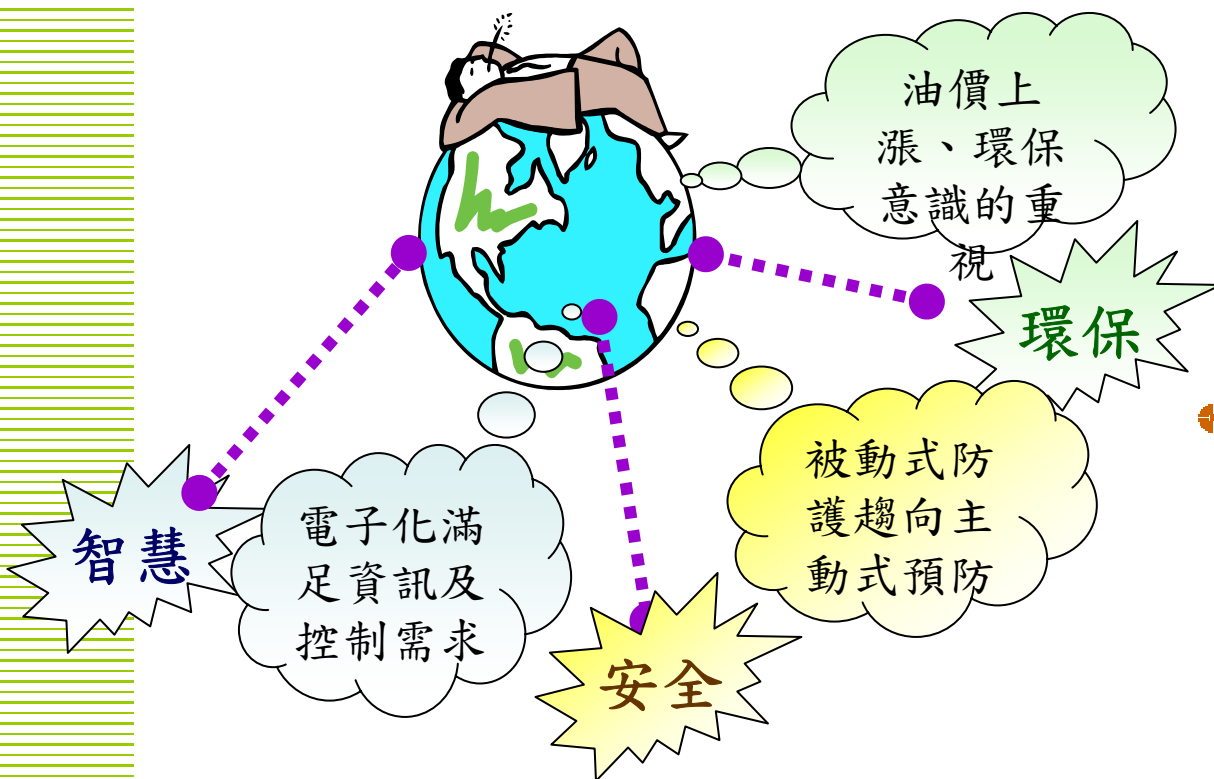 油價上
漲、環保
意識的重
視
環保
被動式防
護趨向主
動式預防
智慧
電子化滿
足資訊及
控制需求
安全